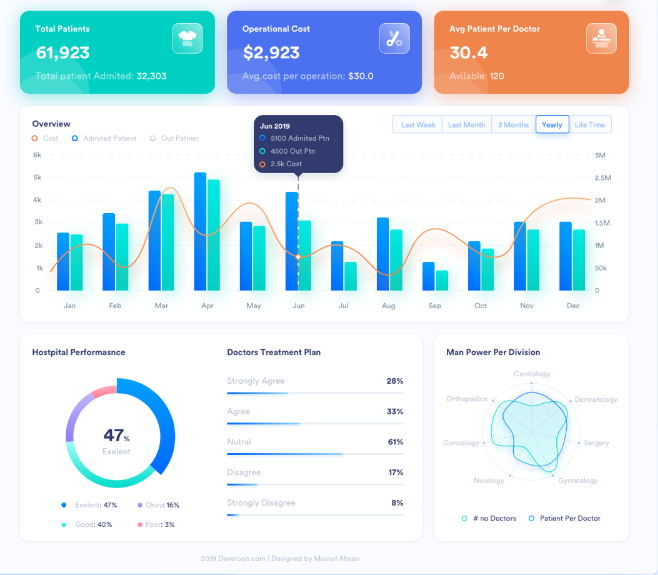 Total Patients
61,923
Total patient Admited: 32,303
Operational Cost
$2,923
Avg.cost per operation: $30.0
Avg Patient Per Doctor
30.4
Avilable: 120
Overview
Cost
Admited Patient
Out Patinet
Jun 2019
5100 Admited Ptn
4500 Out Ptn
2.5k Cost
Last Week
Last Month
3 Months
Yearly
Life Time
6k
5k
4k
3k
2k
1k
0
3M
2.5M
2M
1.5M
1M
50k
0
Jan Feb Mar Apr May Jun Jul Aug Sep Oct Nov Dec
Hostpital Performasnce
47%
Exelent
Exelent: 47%
Okay: 16%
Good: 40%
Poor: 3%
Doctors Treatment Plan
Strongly Agree 28%
Agree 33%
Nutral 61%
Disagree 17%
Strongly Disagree 8%
Man Power Per Division
Cardiology
Orthopedics
Dermetology
Concology
Sergery
Nurology
Gynocology
# no Doctors
Patient Per Doctor
2019 Develoon.com | Designed by Moinul Ahsan